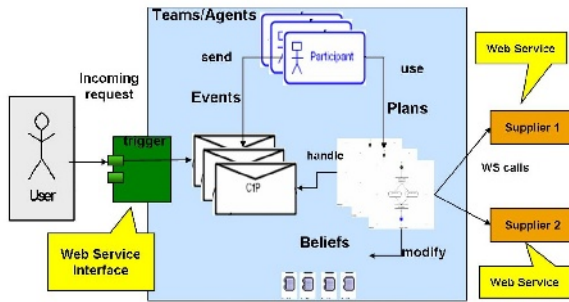 Teams/Agents
Web Service
send
Participant
use
Incoming
request
Events
Plans
trigger
handle
Supplier 1
User
WS calls
Web Service
Interface
Beliefs
modify
Supplier 2
Web Service